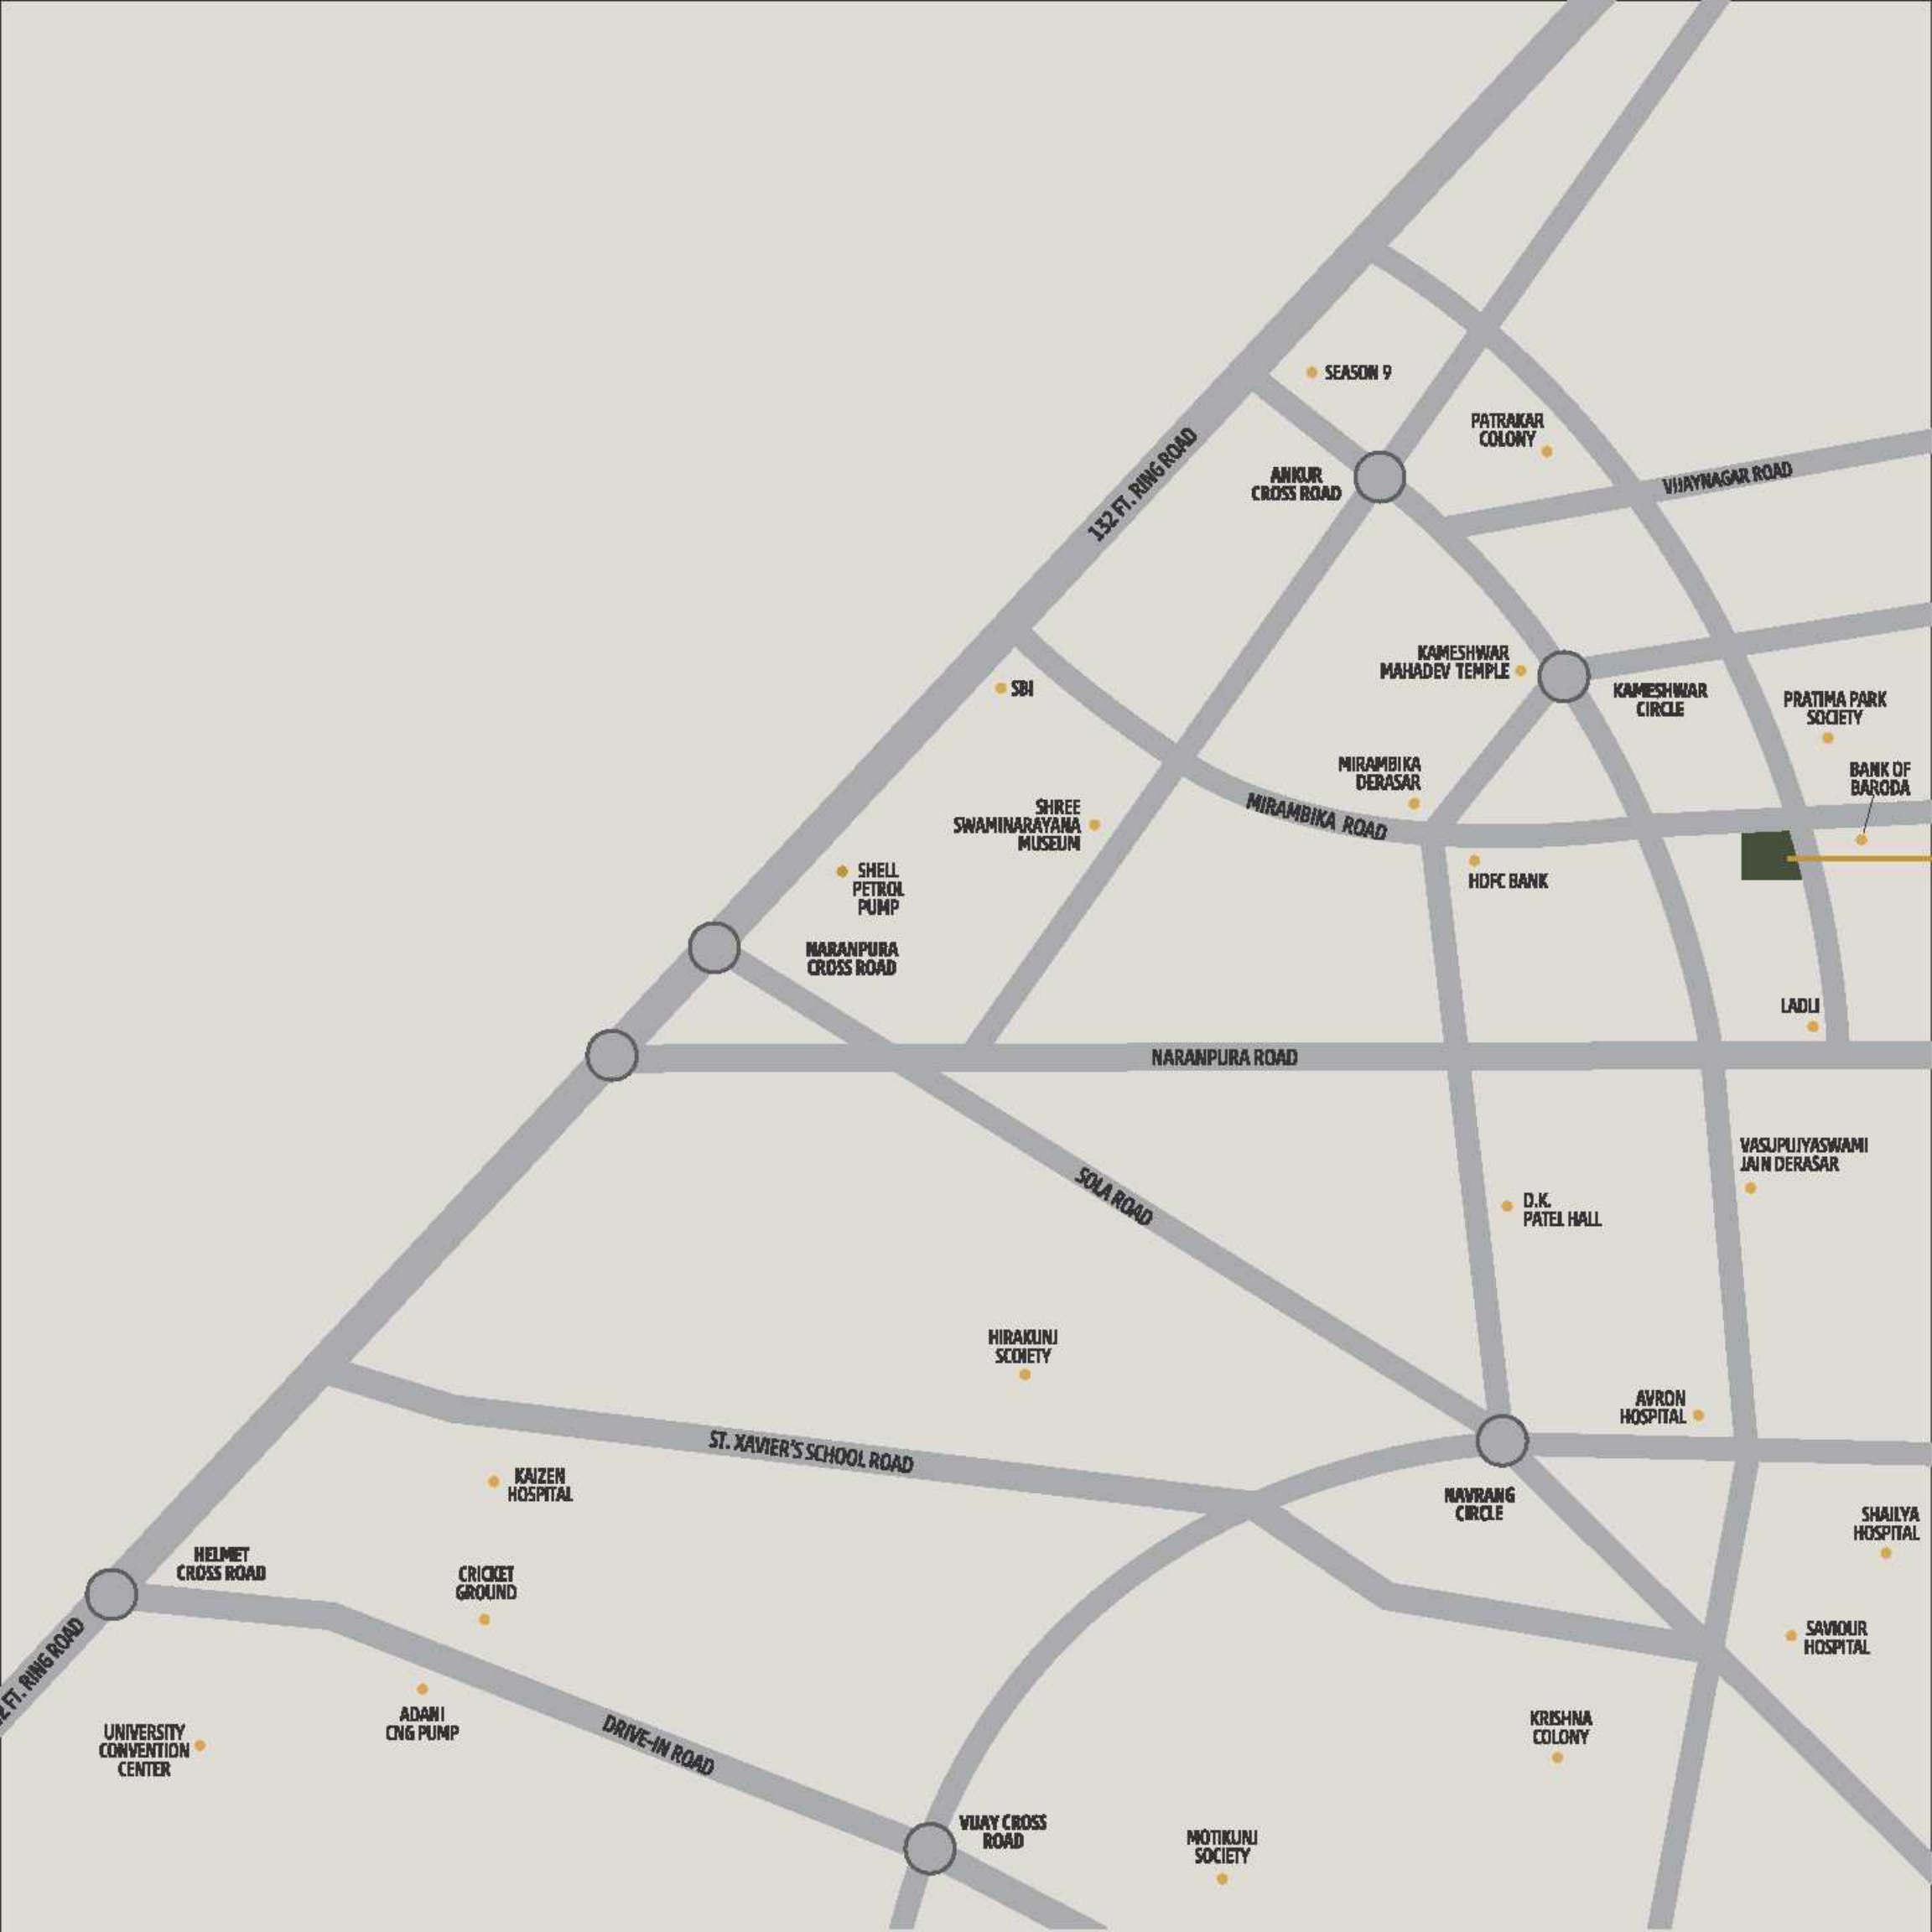 SEASON 9
PATRAKAR
COLONY
132 FT. RING ROAD
ANKUR
CROSS ROAD
VIJAYNAGAR ROAD
KAMESHWAR
MAHADEV TEMPLE
SBI
KAMESHWAR
CIRCLE
PRATIMA PARK
SOCIETY
MIRAMBIKA
DERASAR
BANK OF
BARODA
SHREE
SWAMINARAYANA
MUSEUM
MIRAMBIKA ROAD
SHELL
PETROL
PUMP
HDFC BANK
NARANPURA
CROSS ROAD
LADLI
NARANPURA ROAD
VASUPUJYASWAMI
JAIN DERASAR
SOLA ROAD
D.K.
PATEL HALL
HIRAKUNJ
SCOIETY
AVRON
HOSPITAL
ST. XAVIER'S SCHOOL ROAD
KAIZEN
HOSPITAL
NAVRANG
CIRCLE
SHAILYA
HOSPITAL
HELMET
CROSS ROAD
CRICKET
GROUND
SAVIOUR
HOSPITAL
2 FT. RING ROAD
ADANI
CNG PUMP
UNIVERSITY
CONVENTION
CENTER
DRIVE-IN ROAD
KRISHNA
COLONY
VIJAY CROSS
ROAD
MOTIKUNJ
SOCIETY